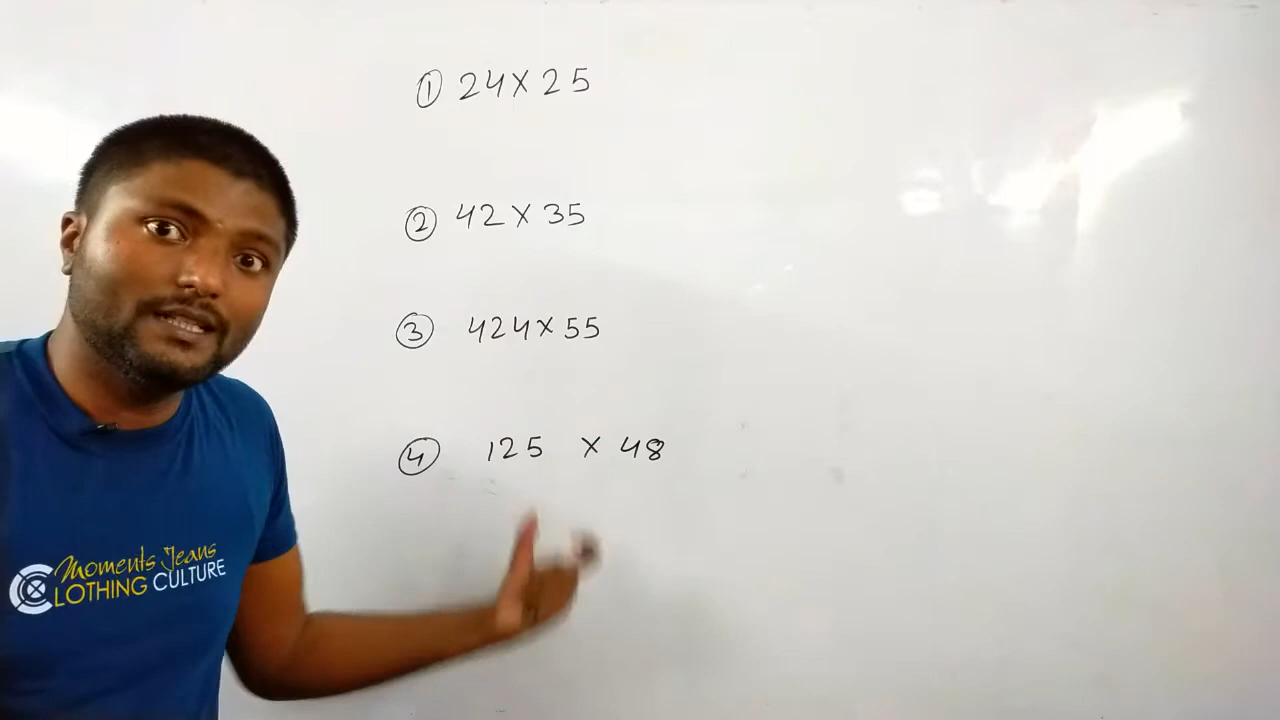 ① 24 x 25
② 42 x 35
③ 424 x 55
④ 125 x 48
Moments Jeans
CLOTHING CULTURE